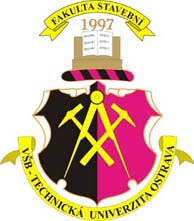 FAKULTA STAVEBNÍ
1997
VŠB - TECHNICKÁ UNIVERZITA OSTRAVA